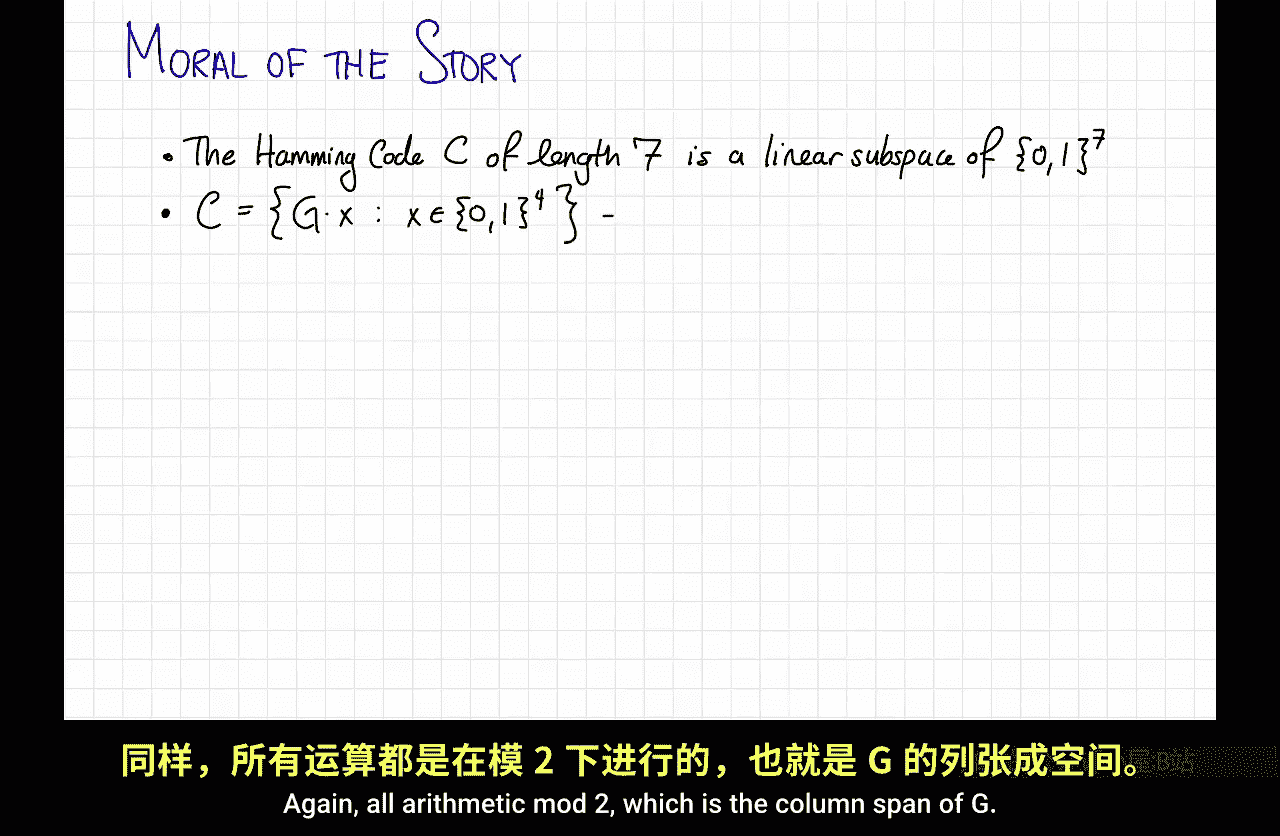 MORAL OF THE STORY
• The Hamming Code C of length 7 is a linear subspace of {0,1}⁷
• C = {G·x : x ∈ {0,1}⁴} -
同样，所有运算都是在模 2 下进行的，也就是 G 的列张成空间。
Again, all arithmetic mod 2, which is the column span of G.